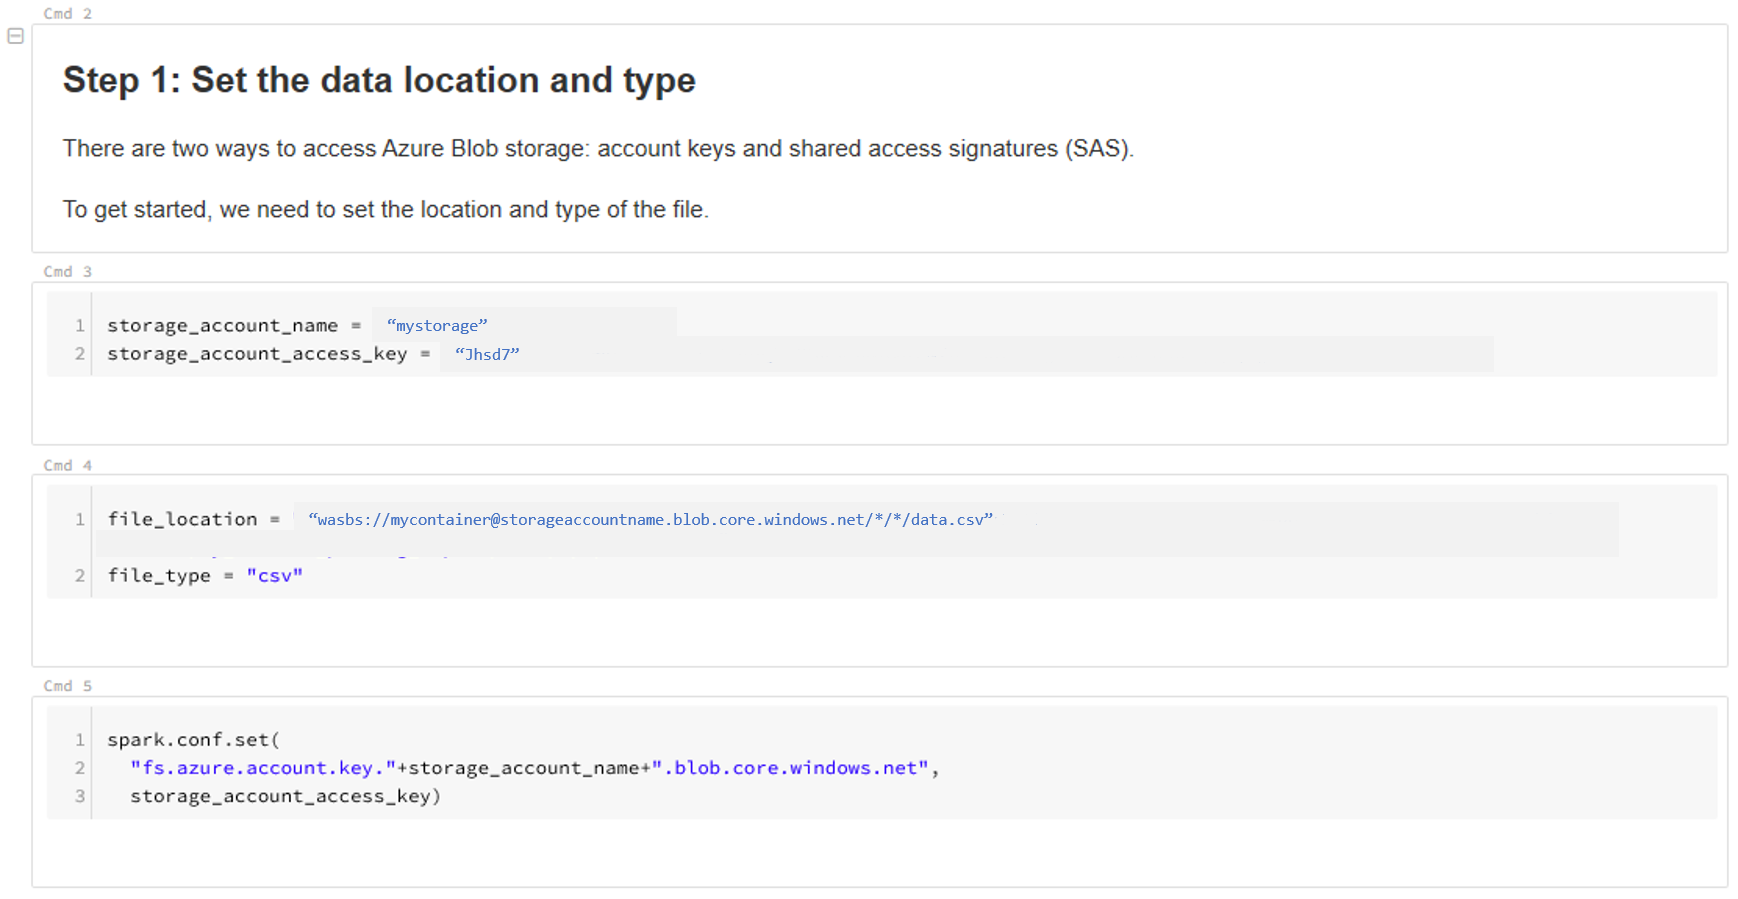 Cmd 2
Step 1: Set the data location and type
There are two ways to access Azure Blob storage: account keys and shared access signatures (SAS).
To get started, we need to set the location and type of the file.
Cmd 3
1 storage_account_name = “mystorage”
2 storage_account_access_key = “Jhsd7”
Cmd 4
1 file_location = “wasbs://mycontainer@storageaccountname.blob.core.windows.net/*/*/data.csv”
2 file_type = "csv"
Cmd 5
1 spark.conf.set(
2 "fs.azure.account.key."+storage_account_name+".blob.core.windows.net",
3 storage_account_access_key)